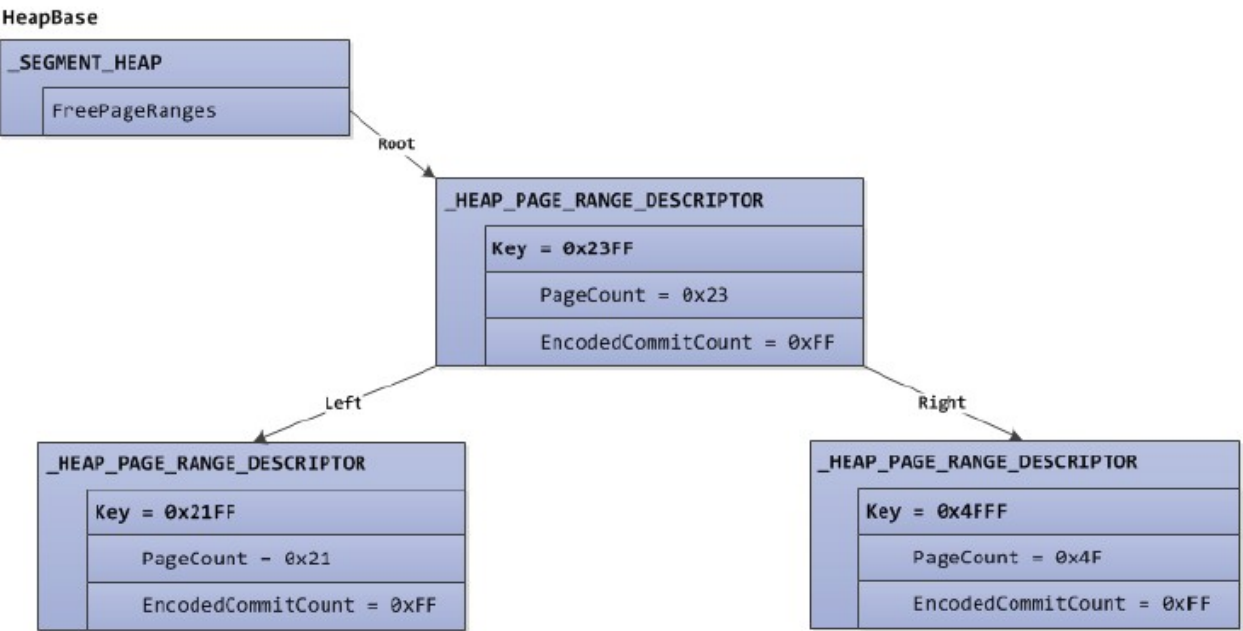 HeapBase
_SEGMENT_HEAP
FreePageRanges
Root
_HEAP_PAGE_RANGE_DESCRIPTOR
Key = 0x23FF
PageCount = 0x23
EncodedCommitCount = 0xFF
Left
Right
_HEAP_PAGE_RANGE_DESCRIPTOR
Key = 0x21FF
PageCount = 0x21
EncodedCommitCount = 0xFF
_HEAP_PAGE_RANGE_DESCRIPTOR
Key = 0x4FFF
PageCount = 0x4F
EncodedCommitCount = 0xFF